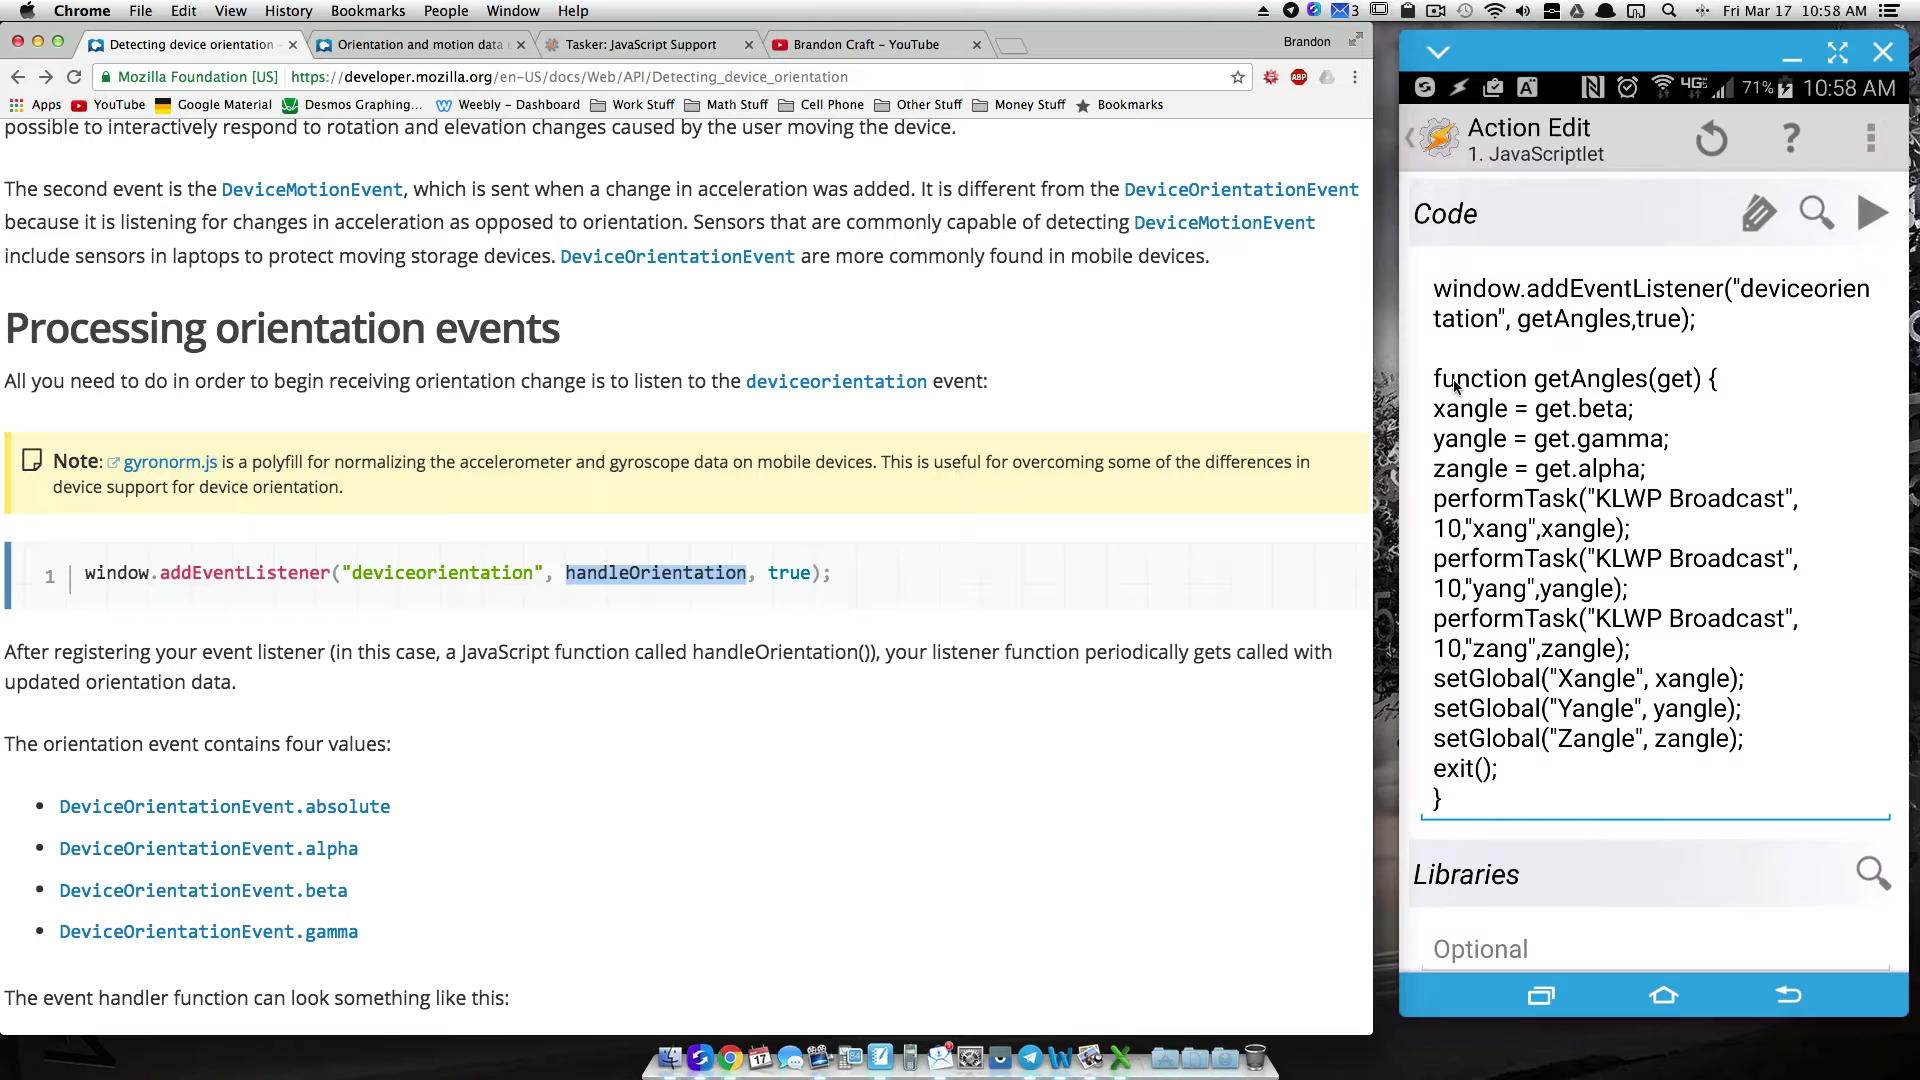 Chrome File Edit View History Bookmarks People Window Help
3 Fri Mar 17 10:58 AM
Detecting device orientation
Orientation and motion data
Tasker: JavaScript Support
Brandon Craft – YouTube
Brandon
Mozilla Foundation [US] https://developer.mozilla.org/en-US/docs/Web/API/Detecting_device_orientation
ABP
Apps YouTube Google Material Desmos Graphing... Weebly - Dashboard Work Stuff Math Stuff Cell Phone Other Stuff Money Stuff Bookmarks
possible to interactively respond to rotation and elevation changes caused by the user moving the device.
The second event is the DeviceMotionEvent, which is sent when a change in acceleration was added. It is different from the DeviceOrientationEvent
because it is listening for changes in acceleration as opposed to orientation. Sensors that are commonly capable of detecting DeviceMotionEvent
include sensors in laptops to protect moving storage devices. DeviceOrientationEvent are more commonly found in mobile devices.
Processing orientation events
All you need to do in order to begin receiving orientation change is to listen to the deviceorientation event:
Note: gyronorm.js is a polyfill for normalizing the accelerometer and gyroscope data on mobile devices. This is useful for overcoming some of the differences in
device support for device orientation.
1 window.addEventListener("deviceorientation", handleOrientation, true);
After registering your event listener (in this case, a JavaScript function called handleOrientation()), your listener function periodically gets called with
updated orientation data.
The orientation event contains four values:
DeviceOrientationEvent.absolute
DeviceOrientationEvent.alpha
DeviceOrientationEvent.beta
DeviceOrientationEvent.gamma
The event handler function can look something like this:
A 4G 71% 10:58 AM
Action Edit
1. JavaScriptlet
?
Code
window.addEventListener("deviceorien
tation", getAngles,true);
function getAngles(get) {
xangle = get.beta;
yangle = get.gamma;
zangle = get.alpha;
performTask("KLWP Broadcast",
10,"xang",xangle);
performTask("KLWP Broadcast",
10,"yang",yangle);
performTask("KLWP Broadcast",
10,"zang",zangle);
setGlobal("Xangle", xangle);
setGlobal("Yangle", yangle);
setGlobal("Zangle", zangle);
exit();
}
Libraries
Optional
17